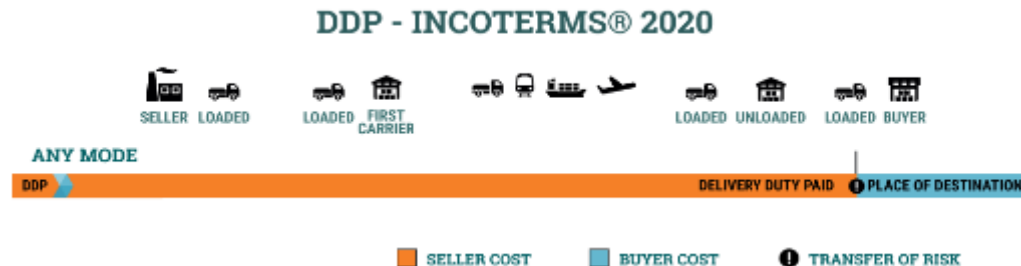 DDP - INCOTERMS® 2020
SELLER LOADED LOADED FIRST CARRIER LOADED UNLOADED LOADED BUYER
ANY MODE
DDP DELIVERY DUTY PAID PLACE OF DESTINATION
SELLER COST BUYER COST TRANSFER OF RISK